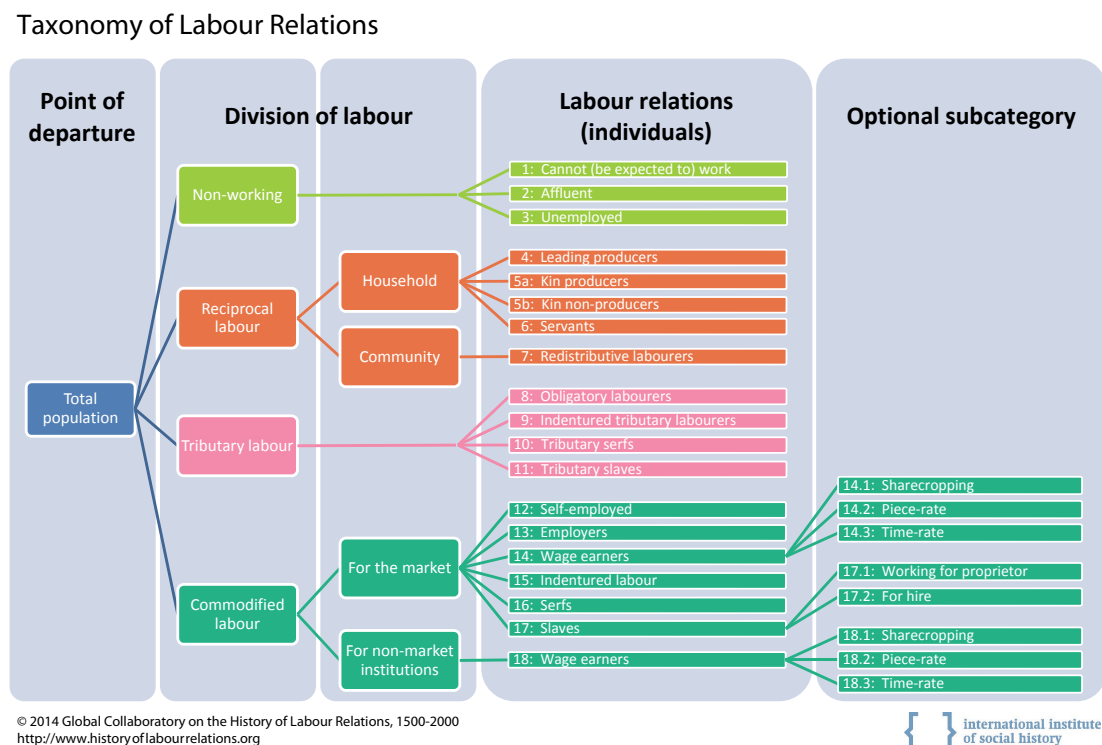 Taxonomy of Labour Relations
Point of
departure
Division of labour
Labour relations
(individuals)
Optional subcategory
Total
population
Non-working
1: Cannot (be expected to) work
2: Affluent
3: Unemployed
Reciprocal
labour
Household
4: Leading producers
5a: Kin producers
5b: Kin non-producers
6: Servants
Community
7: Redistributive labourers
Tributary labour
8: Obligatory labourers
9: Indentured tributary labourers
10: Tributary serfs
11: Tributary slaves
Commodified
labour
For the market
12: Self-employed
13: Employers
14: Wage earners
15: Indentured labour
16: Serfs
17: Slaves
For non-market
institutions
18: Wage earners
14.1: Sharecropping
14.2: Piece-rate
14.3: Time-rate
17.1: Working for proprietor
17.2: For hire
18.1: Sharecropping
18.2: Piece-rate
18.3: Time-rate
© 2014 Global Collaboratory on the History of Labour Relations, 1500-2000
http://www.historyoflabourrelations.org
international institute
of social history